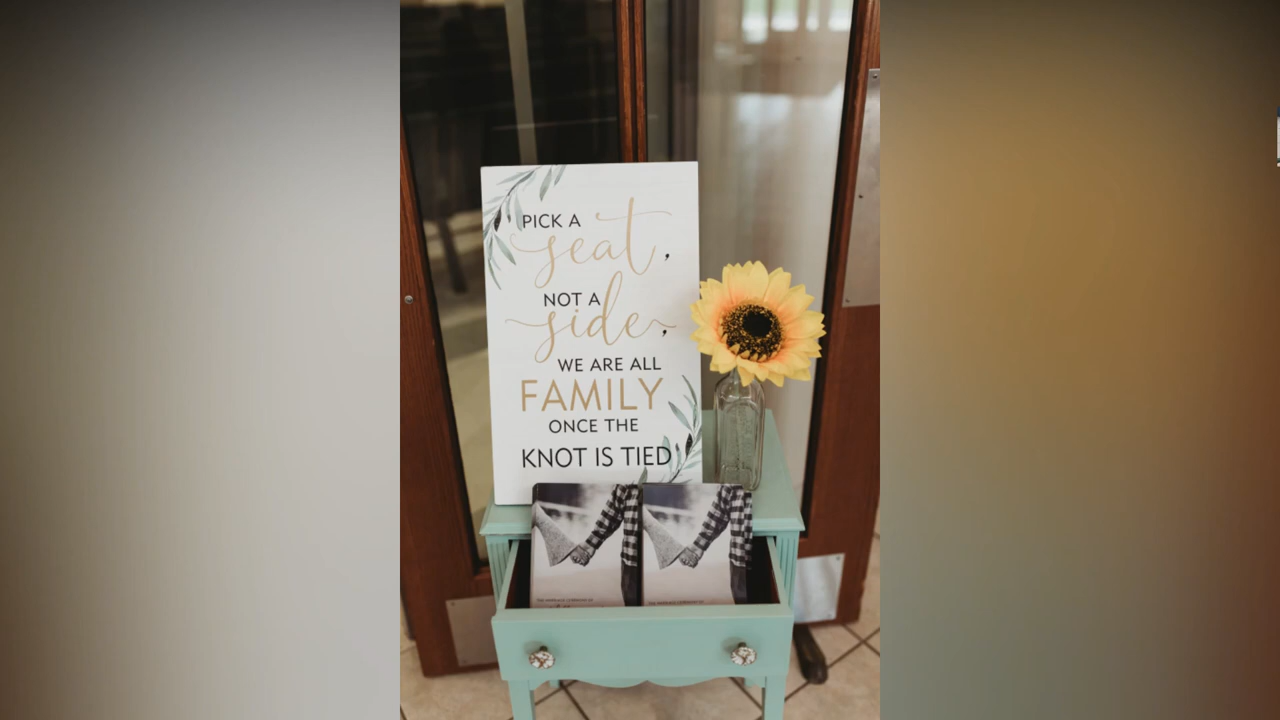 PICK A
seat,
NOT A
side,
WE ARE ALL
FAMILY
ONCE THE
KNOT IS TIED